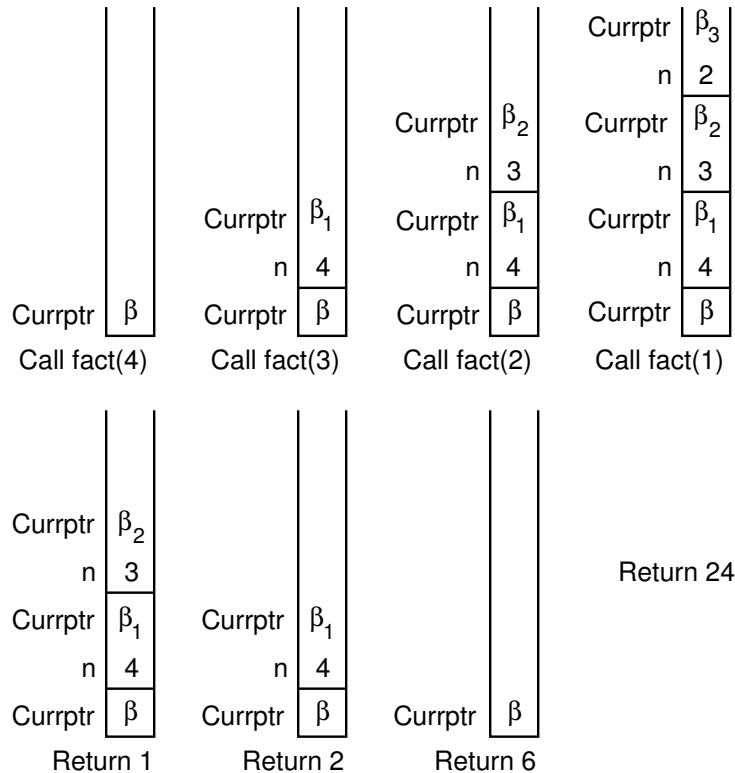 Currptr β
Call fact(4)
Currptr β₁
n 4
Currptr β
Call fact(3)
Currptr β₂
n 3
Currptr β₁
n 4
Currptr β
Call fact(2)
Currptr β₃
n 2
Currptr β₂
n 3
Currptr β₁
n 4
Currptr β
Call fact(1)
Currptr β₂
n 3
Currptr β₁
n 4
Currptr β
Return 1
Currptr β₁
n 4
Currptr β
Return 2
Currptr β
Return 6
Return 24